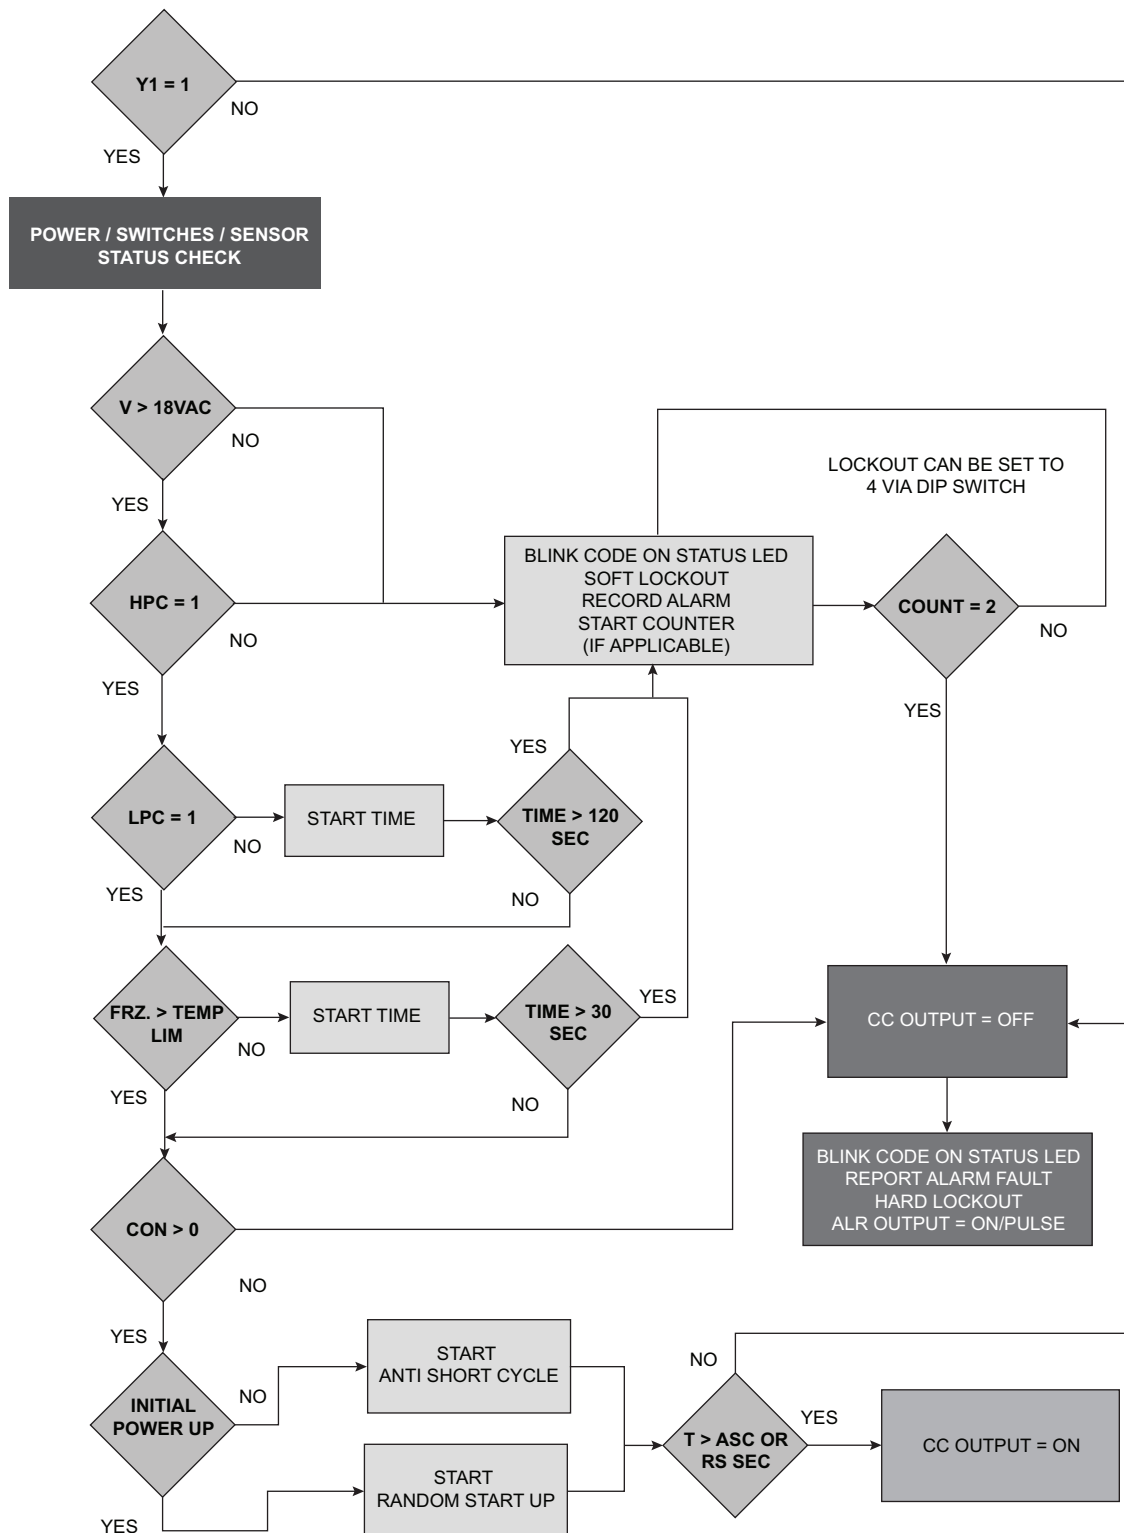 Y1 = 1
NO
YES
POWER / SWITCHES / SENSOR
STATUS CHECK
V > 18VAC
NO
YES
LOCKOUT CAN BE SET TO
4 VIA DIP SWITCH
HPC = 1
NO
YES
BLINK CODE ON STATUS LED
SOFT LOCKOUT
RECORD ALARM
START COUNTER
(IF APPLICABLE)
COUNT = 2
NO
YES
LPC = 1
NO
YES
START TIME
TIME > 120
SEC
YES
NO
FRZ. > TEMP
LIM
NO
YES
START TIME
TIME > 30
SEC
YES
NO
CC OUTPUT = OFF
BLINK CODE ON STATUS LED
REPORT ALARM FAULT
HARD LOCKOUT
ALR OUTPUT = ON/PULSE
CON > 0
NO
YES
INITIAL
POWER UP
NO
YES
START
ANTI SHORT CYCLE
START
RANDOM START UP
T > ASC OR
RS SEC
NO
YES
CC OUTPUT = ON